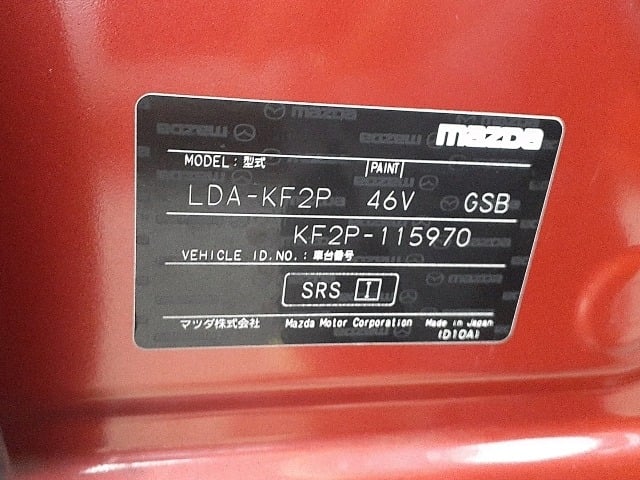 mazda
MODEL:型式 PAINT
LDA-KF2P 46V GSB
KF2P-115970
VEHICLE ID.NO.:車台番号
SRS I
マツダ株式会社 Mazda Motor Corporation Made in Japan
(D10A)